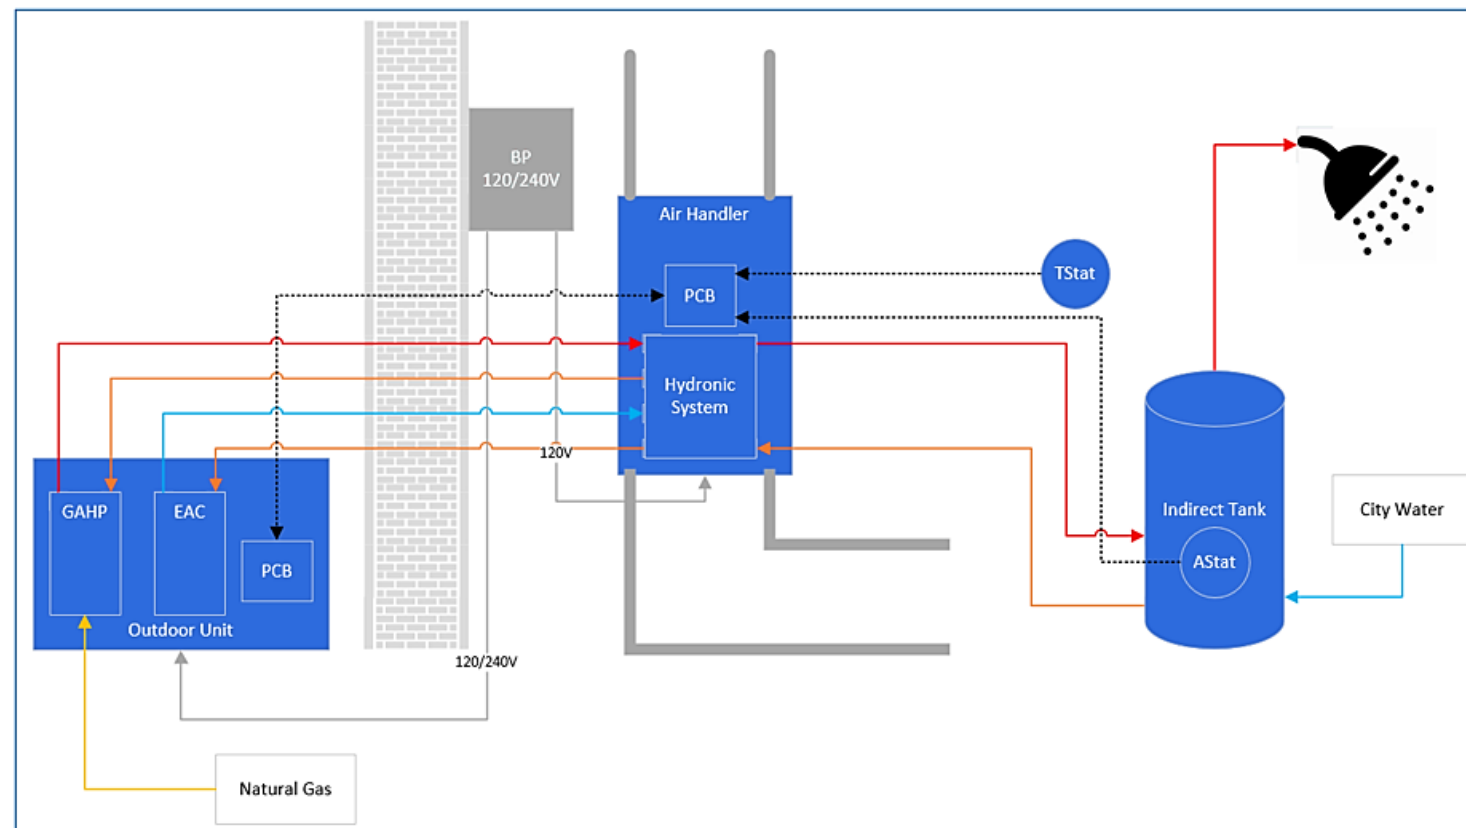 BP
120/240V
Air Handler
TStat
PCB
Hydronic
System
120V
GAHP
EAC
PCB
Outdoor Unit
Indirect Tank
AStat
City Water
120/240V
Natural Gas